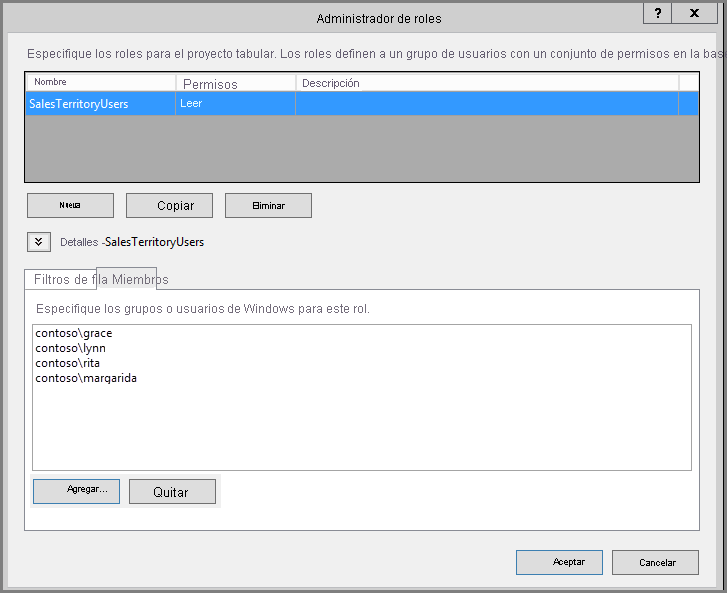 Administrador de roles
? X
Especifique los roles para el proyecto tabular. Los roles definen a un grupo de usuarios con un conjunto de permisos en la bas
Nombre Permisos Descripción
SalesTerritoryUsers Leer
Copiar Eliminar
Detalles -SalesTerritoryUsers
Filtros de fila Miembros
Especifique los grupos o usuarios de Windows para este rol.
contoso\grace
contoso\lynn
contoso\rita
contoso\margarida
Agregar... Quitar
Aceptar Cancelar